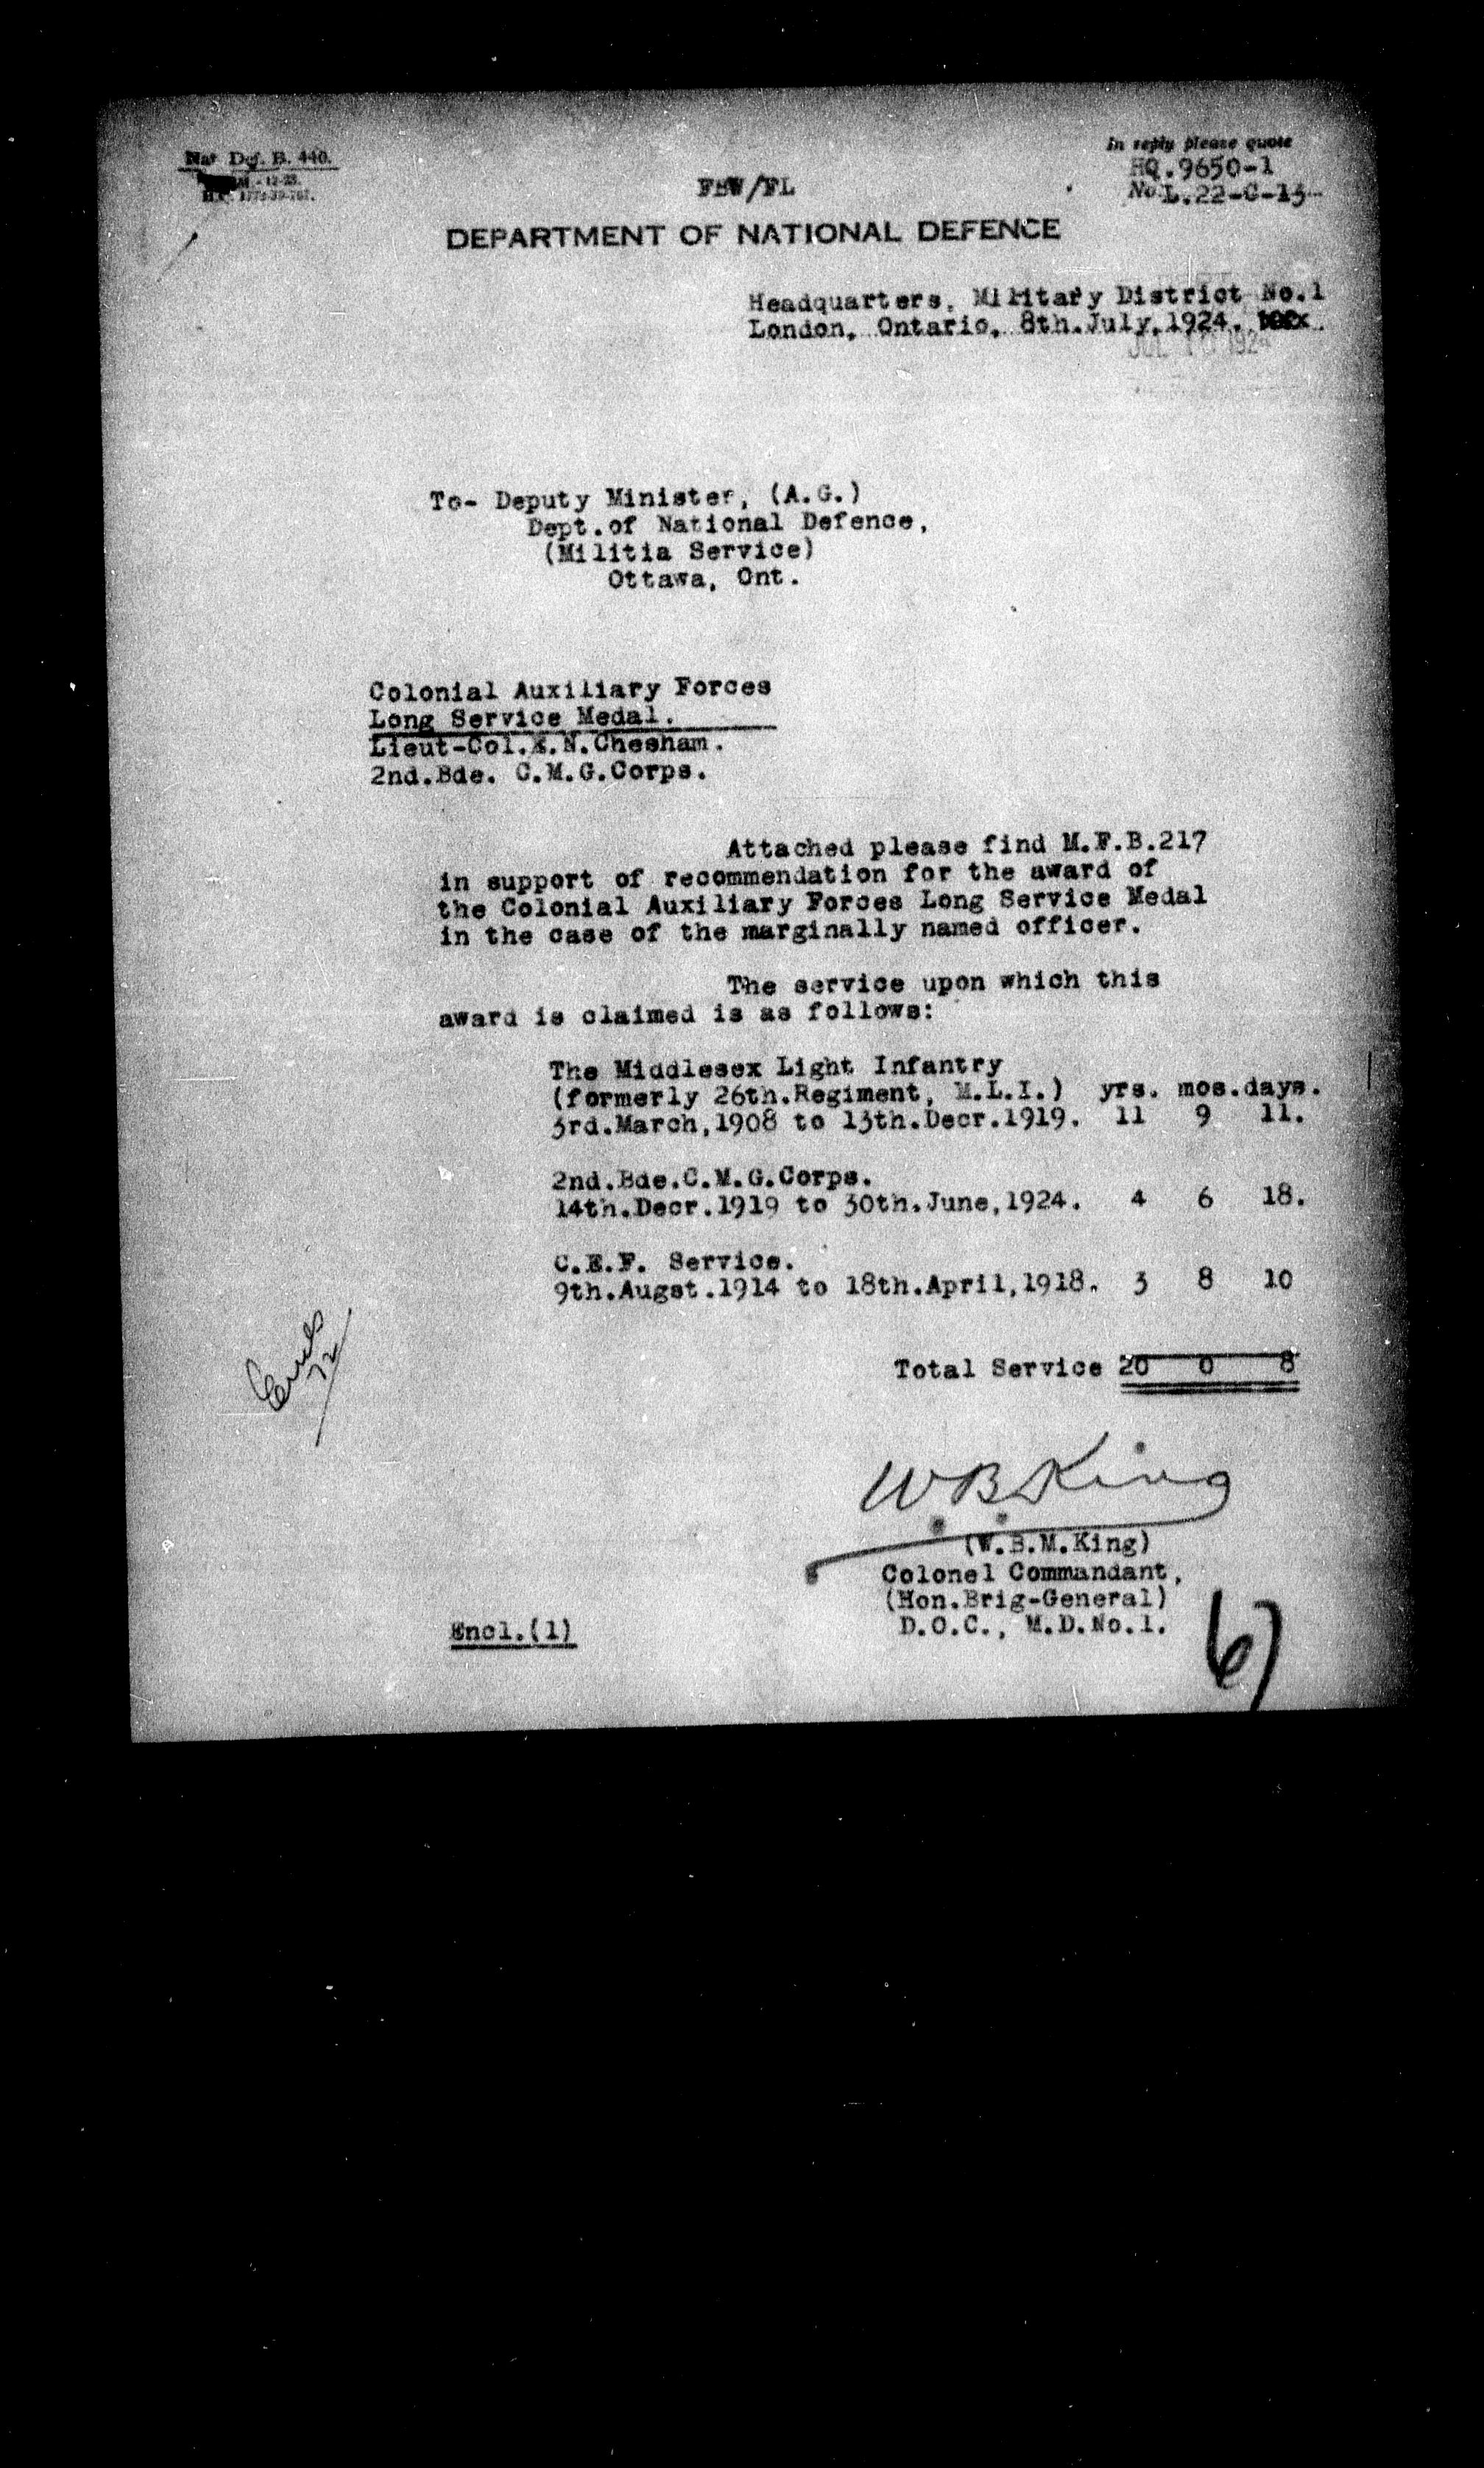 Nat. Def. B. 440.
M.-12-23.
H.Q. 1772-39-
In reply please quote
HQ.9650-1
No L.22-C-13
FBW/FL
DEPARTMENT OF NATIONAL DEFENCE
Headquarters, Military District No.1
London, Ontario, 8th.July,1924.
JUL 10 192
To- Deputy Minister, (A.G.)
Dept.of National Defence,
(Militia Service)
Ottawa, Ont.
Colonial Auxiliary Forces
Long Service Medal.
Lieut-Col.E.N.Chesham.
2nd.Bde. C.M.G.Corps.
Attached please find M.F.B.217
in support of recommendation for the award of
the Colonial Auxiliary Forces Long Service Medal
in the case of the marginally named officer.
The service upon which this
award is claimed is as follows:
The Middlesex Light Infantry
(formerly 26th.Regiment, M.L.I.) yrs. mos.days.
3rd.March,1908 to 13th.Decr.1919. 11 9 11.
2nd.Bde.C.M.G.Corps.
14th.Decr.1919 to 30th.June,1924. 4 6 18.
C.E.F. Service.
9th.Augst.1914 to 18th.April,1918. 3 8 10
Total Service 20 0 8
W.B.King
(W.B.M.King)
Colonel Commandant,
(Hon.Brig-General)
D.O.C., M.D.No.1.
Encl.(1)
67